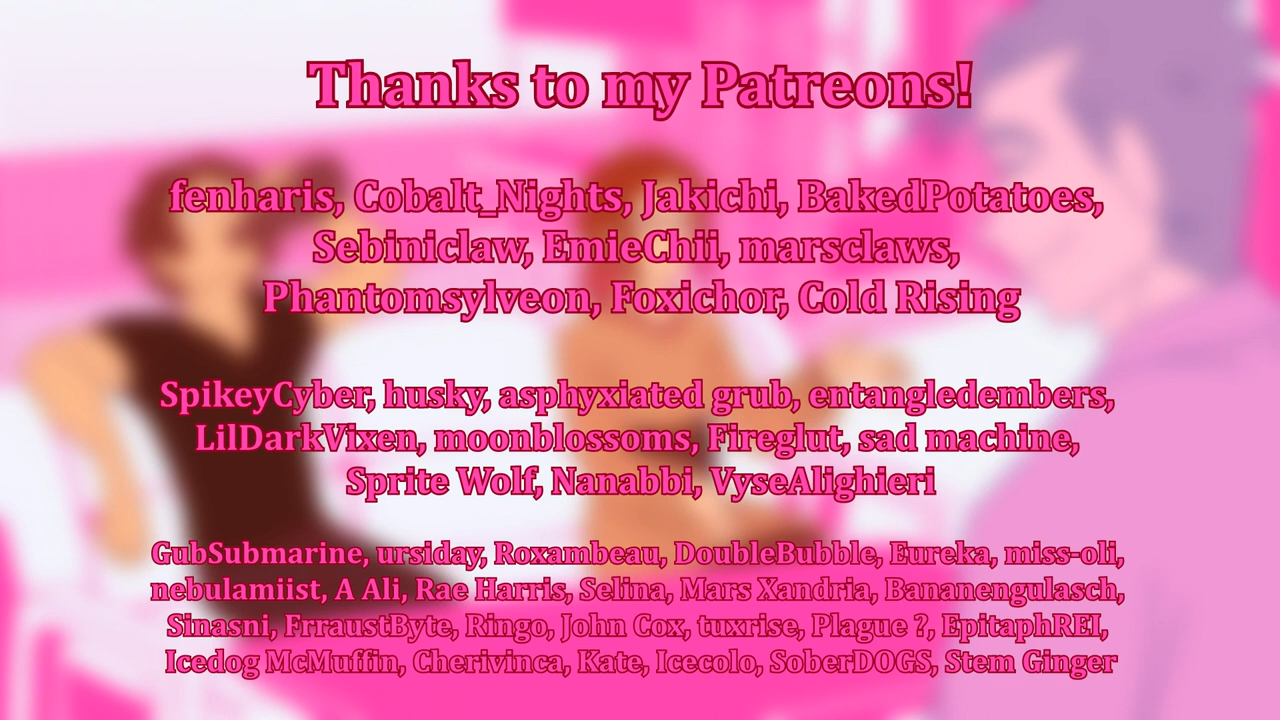 Thanks to my Patreons!
fenharis, Cobalt_Nights, Jakichi, BakedPotatoes,
Sebiniclaw, EmieChii, marsclaws,
Phantomsylveon, Foxichor, Cold Rising
SpikeyCyber, husky, asphyxiated grub, entangledembers,
LilDarkVixen, moonblossoms, Fireglut, sad machine,
Sprite Wolf, Nanabbi, VyseAlighieri
GubSubmarine, ursiday, Roxambeau, DoubleBubble, Eureka, miss-oli,
nebulamiist, A Ali, Rae Harris, Selina, Mars Xandria, Bananengulasch,
Sinasni, FrraustByte, Ringo, John Cox, tuxrise, Plague ?, EpitaphREI,
Icedog McMuffin, Cherivinca, Kate, Icecolo, SoberDOGS, Stem Ginger